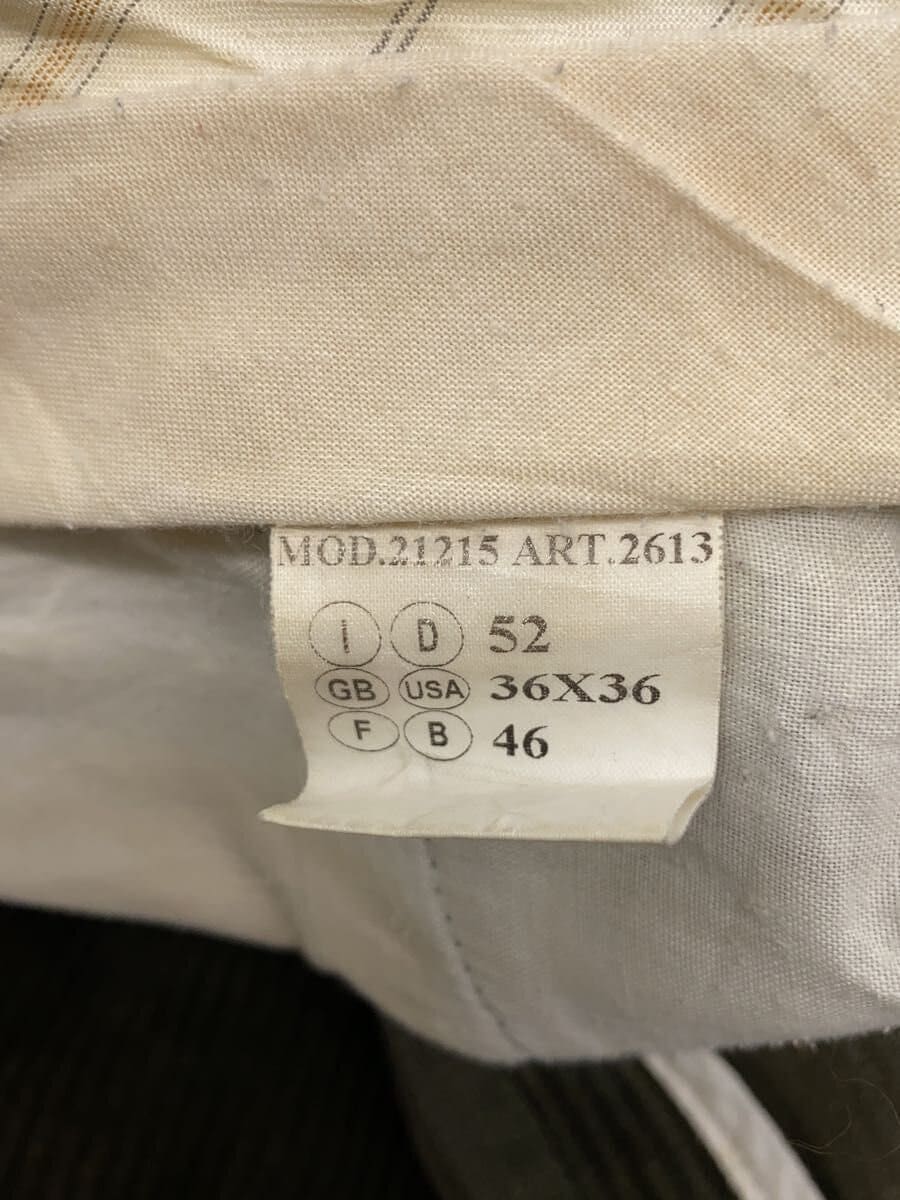 MOD.21215 ART.2613
I D 52
GB USA 36X36
F B 46